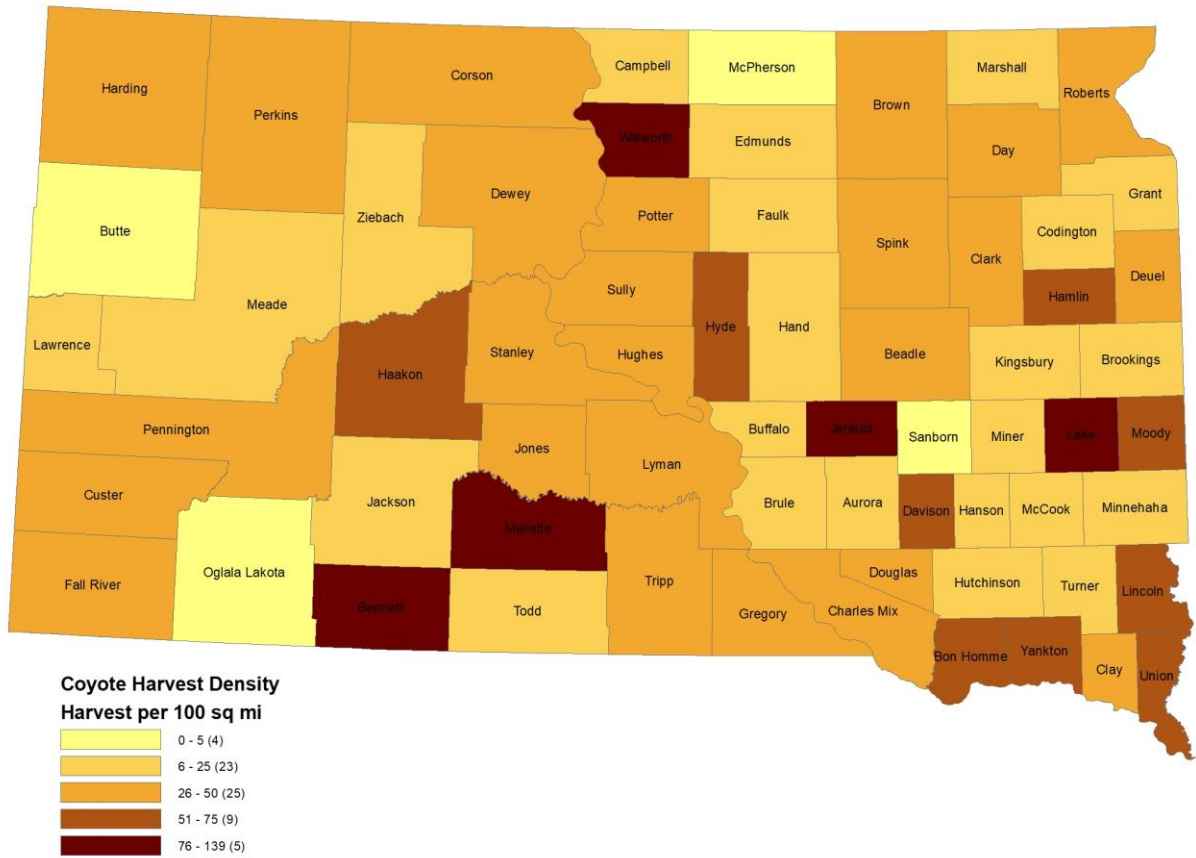 Harding
Perkins
Corson
Campbell
McPherson
Brown
Marshall
Roberts
Walworth
Edmunds
Day
Dewey
Ziebach
Butte
Potter
Faulk
Spink
Clark
Codington
Grant
Deuel
Hamlin
Meade
Lawrence
Sully
Hyde
Hand
Haakon
Stanley
Hughes
Beadle
Kingsbury
Brookings
Pennington
Jones
Lyman
Buffalo
Jerauld
Sanborn
Miner
Lake
Moody
Custer
Jackson
Mellette
Brule
Aurora
Davison
Hanson
McCook
Minnehaha
Fall River
Oglala Lakota
Bennett
Todd
Tripp
Gregory
Douglas
Charles Mix
Hutchinson
Turner
Lincoln
Bon Homme
Yankton
Clay
Union
Coyote Harvest Density
Harvest per 100 sq mi
0 - 5 (4)
6 - 25 (23)
26 - 50 (25)
51 - 75 (9)
76 - 139 (5)